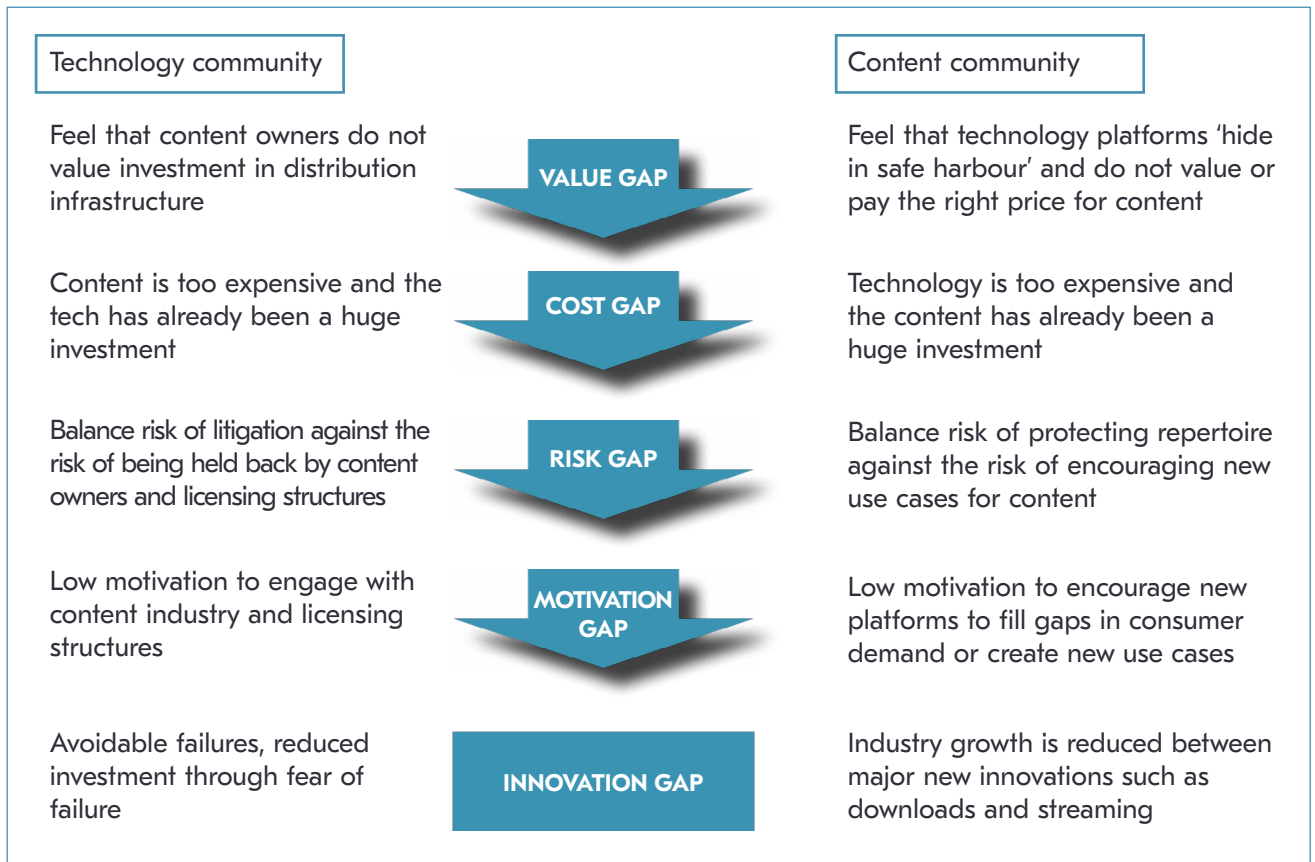 Technology community
Content community
Feel that content owners do not
value investment in distribution
infrastructure
VALUE GAP
Feel that technology platforms ‘hide
in safe harbour’ and do not value or
pay the right price for content
Content is too expensive and the
tech has already been a huge
investment
COST GAP
Technology is too expensive and
the content has already been a
huge investment
Balance risk of litigation against the
risk of being held back by content
owners and licensing structures
RISK GAP
Balance risk of protecting repertoire
against the risk of encouraging new
use cases for content
Low motivation to engage with
content industry and licensing
structures
MOTIVATION
GAP
Low motivation to encourage new
platforms to fill gaps in consumer
demand or create new use cases
Avoidable failures, reduced
investment through fear of
failure
INNOVATION GAP
Industry growth is reduced between
major new innovations such as
downloads and streaming